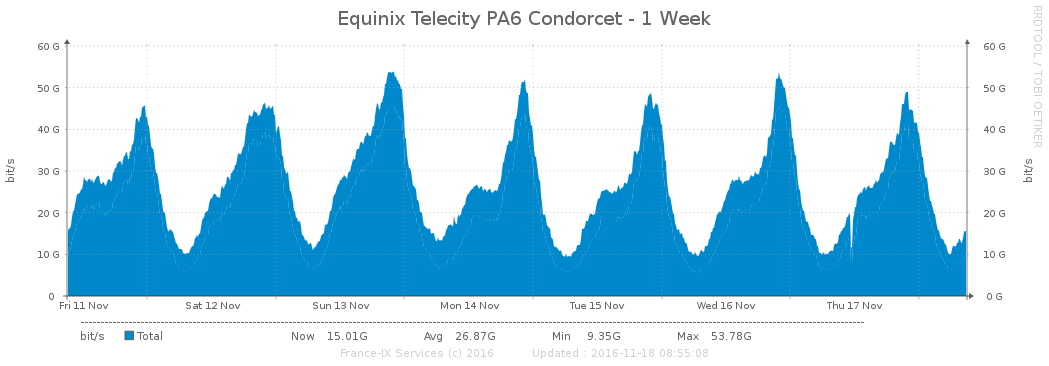 Equinix Telecity PA6 Condorcet - 1 Week
RRDTOOL / TOBI OETIKER
bit/s
bit/s
60 G 60 G
50 G 50 G
40 G 40 G
30 G 30 G
20 G 20 G
10 G 10 G
0 0 G
Fri 11 Nov Sat 12 Nov Sun 13 Nov Mon 14 Nov Tue 15 Nov Wed 16 Nov Thu 17 Nov
bit/s Total Now 15.01G Avg 26.87G Min 9.35G Max 53.78G
France-IX Services (c) 2016 Updated : 2016-11-18 08:55:08